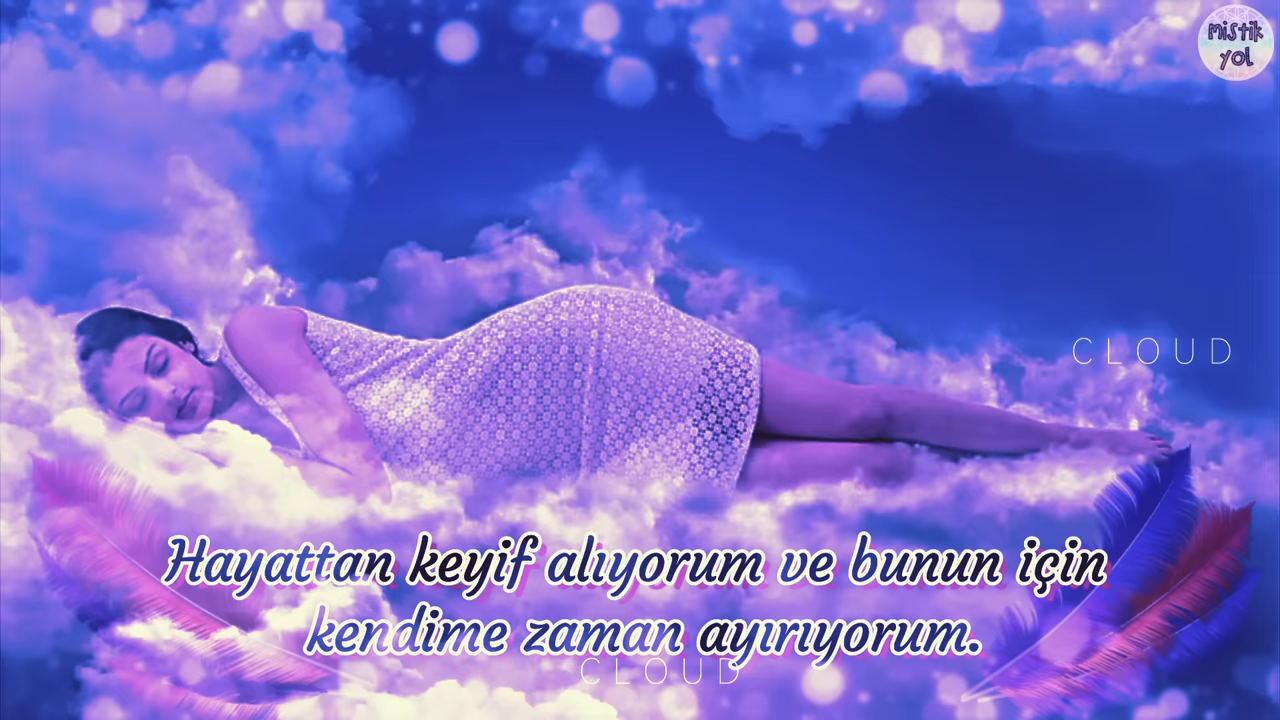 mistik
yol
CLOUD
Hayattan keyif alıyorum ve bunun için
kendime zaman ayırıyorum.
CLOUD